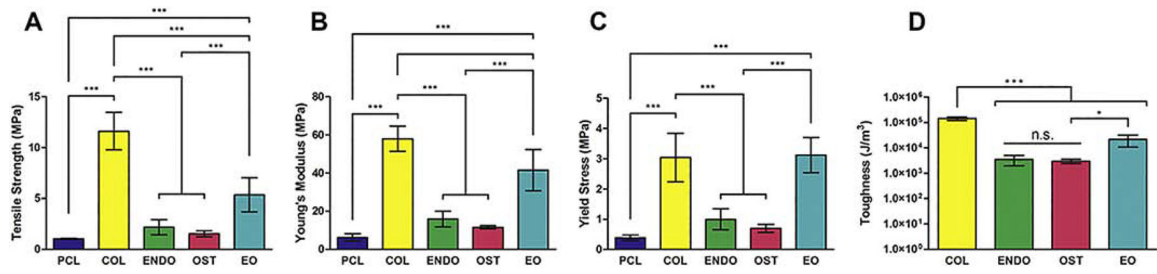 A
***
***
***
***
***
Tensile Strength (MPa)
15
10
5
0
PCL COL ENDO OST EO
B
***
***
***
***
Young's Modulus (MPa)
80
60
40
20
0
PCL COL ENDO OST EO
C
***
***
***
***
Yield Stress (MPa)
5
4
3
2
1
0
PCL COL ENDO OST EO
D
***
*
n.s.
Toughness (J/m³)
1.0×10⁶
1.0×10⁵
1.0×10⁴
1.0×10³
1.0×10²
1.0×10¹
1.0×10⁰
COL ENDO OST EO